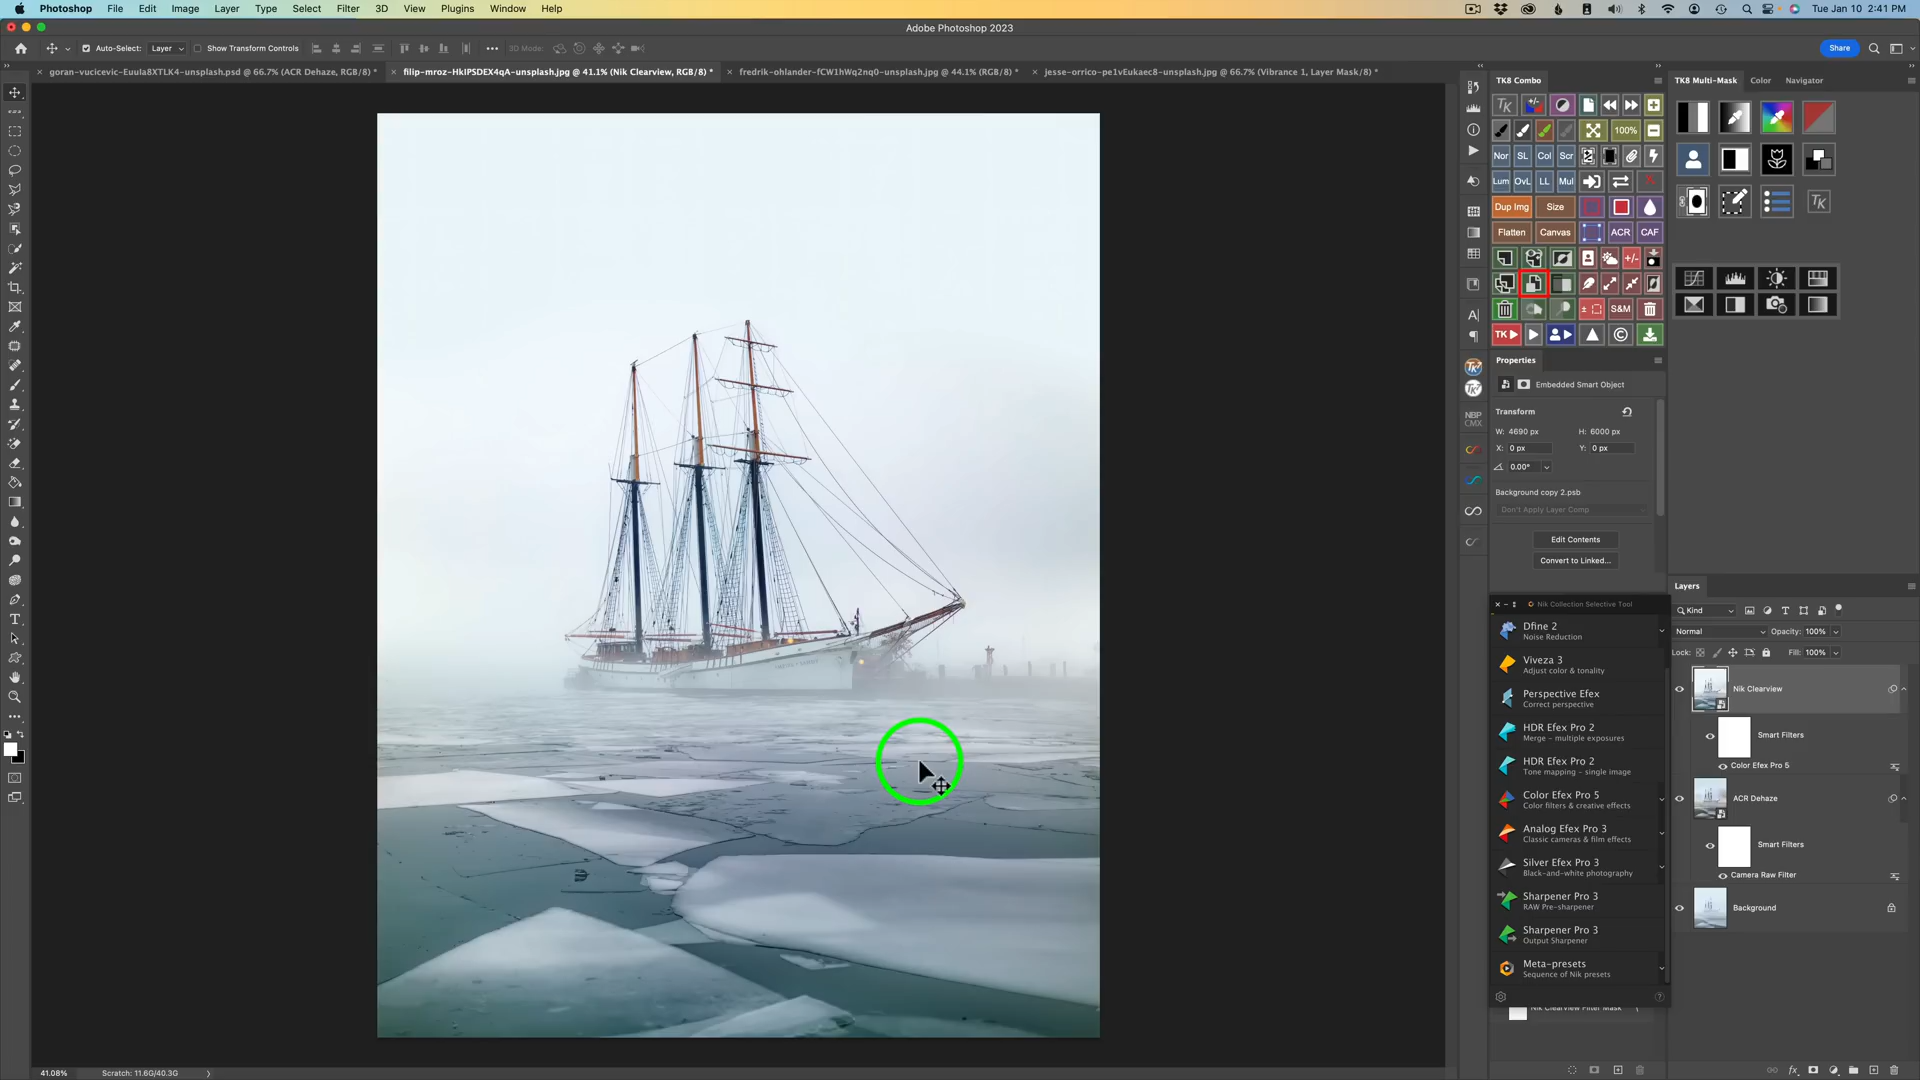 Photoshop File Edit Image Layer Type Select Filter 3D View Plugins Window Help
Tue Jan 10 2:41 PM
Adobe Photoshop 2023
Auto-Select: Layer Show Transform Controls 3D Mode: Share
goran-vucicevic-Euula8XTLK4-unsplash.psd @ 66.7% (ACR Dehaze, RGB/8) *
filip-mroz-HklPSDEX4qA-unsplash.jpg @ 41.1% (Nik Clearview, RGB/8) *
fredrik-ohlander-fCW1hWq2nq0-unsplash.jpg @ 44.1% (RGB/8) *
jesse-orrico-pe1vEukaec8-unsplash.jpg @ 66.7% (Vibrance 1, Layer Mask/8) *
TK8 Combo
TK
100%
Nor SL Col Scr
Lum OvL LL Mul
Dup Img Size
Flatten Canvas ACR CAF
+/-
S&M
TK
Properties
Embedded Smart Object
Transform
W: 4690 px H: 6000 px
X: 0 px Y: 0 px
0.00°
Background copy 2.psb
Don't Apply Layer Comp
Edit Contents
Convert to Linked...
NBP
CMX
TK8 Multi-Mask Color Navigator
TK
Nik Collection Selective Tool
Dfine 2
Noise Reduction
Viveza 3
Adjust color & tonality
Perspective Efex
Correct perspective
HDR Efex Pro 2
Merge - multiple exposures
HDR Efex Pro 2
Tone mapping - single image
Color Efex Pro 5
Color filters & creative effects
Analog Efex Pro 3
Classic cameras & film effects
Silver Efex Pro 3
Black-and-white photography
Sharpener Pro 3
RAW Pre-sharpener
Sharpener Pro 3
Output Sharpener
Meta-presets
Sequence of Nik presets
Nik Clearview Filter Mask
Layers
Kind
Normal Opacity: 100%
Lock: Fill: 100%
Nik Clearview
Smart Filters
Color Efex Pro 5
ACR Dehaze
Smart Filters
Camera Raw Filter
Background
41.08% Scratch: 11.6G/40.3G